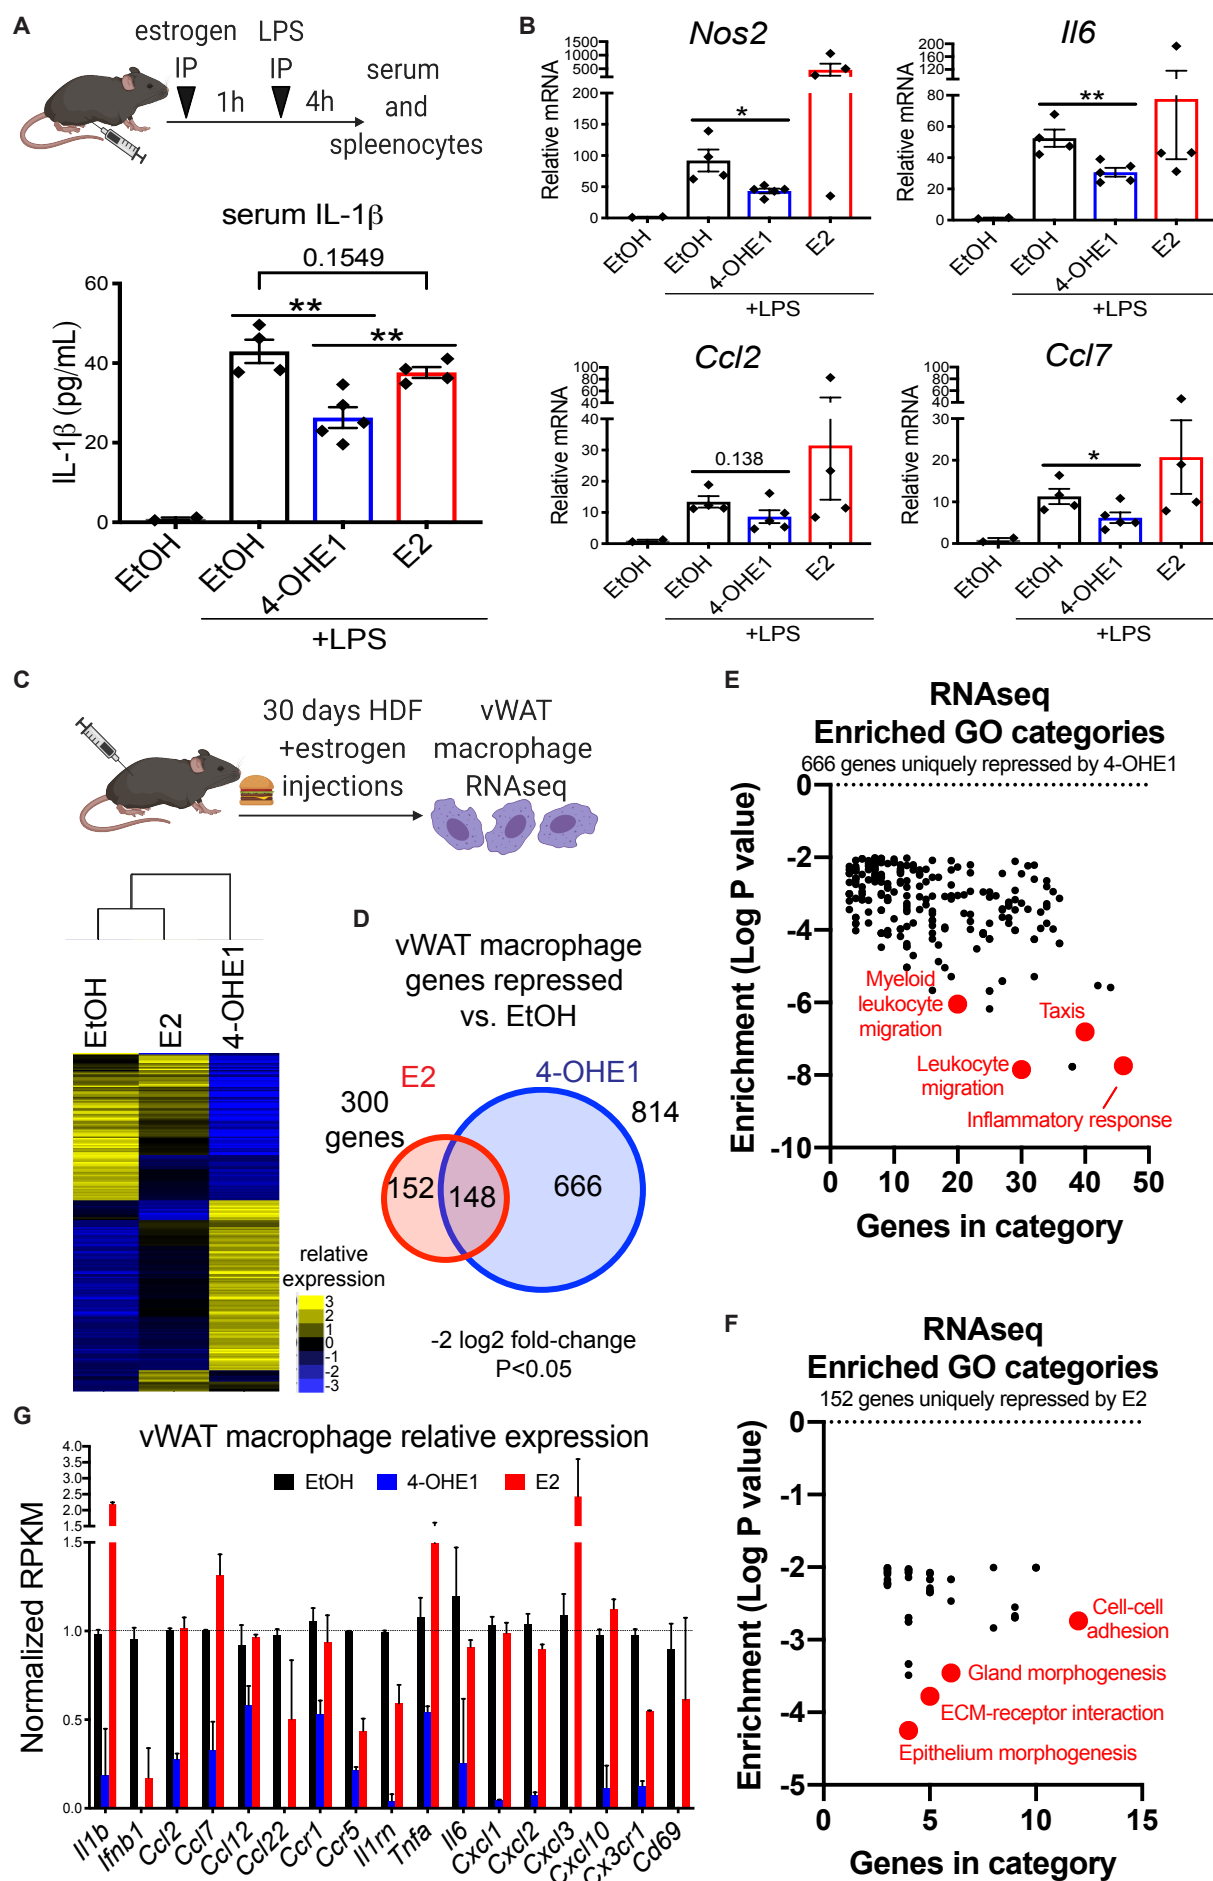 A
estrogen LPS
IP IP
1h 4h
serum
and
spleenocytes
serum IL-1β
0.1549
**
**
IL-1β (pg/mL)
60
40
20
0
EtOH
EtOH
4-OHE1
E2
+LPS
B
Nos2
Relative mRNA
1500
1000
500
200
150
100
50
0
*
EtOH
EtOH
4-OHE1
E2
+LPS
Il6
Relative mRNA
200
160
120
80
60
40
20
0
**
EtOH
EtOH
4-OHE1
E2
+LPS
Ccl2
Relative mRNA
100
80
60
40
40
30
20
10
0
0.138
EtOH
EtOH
4-OHE1
E2
+LPS
Ccl7
Relative mRNA
100
80
60
40
30
20
10
0
*
EtOH
EtOH
4-OHE1
E2
+LPS
C
30 days HDF
+estrogen
injections
vWAT
macrophage
RNAseq
EtOH
E2
4-OHE1
relative
expression
3
2
1
0
-1
-2
-3
D
vWAT macrophage
genes repressed
vs. EtOH
E2
4-OHE1
300
genes
814
152
148
666
-2 log2 fold-change
P<0.05
E
RNAseq
Enriched GO categories
666 genes uniquely repressed by 4-OHE1
Enrichment (Log P value)
0
-2
-4
-6
-8
-10
Myeloid
leukocyte
migration
Taxis
Leukocyte
migration
Inflammatory response
0 10 20 30 40 50
Genes in category
F
RNAseq
Enriched GO categories
152 genes uniquely repressed by E2
Enrichment (Log P value)
0
-1
-2
-3
-4
-5
Cell-cell
adhesion
Gland morphogenesis
ECM-receptor interaction
Epithelium morphogenesis
0 5 10 15
Genes in category
G
vWAT macrophage relative expression
EtOH 4-OHE1 E2
Normalized RPKM
4.0
3.5
3.0
2.5
2.0
1.5
1.5
1.0
0.5
0.0
Il1b
Ifnb1
Ccl2
Ccl7
Ccl12
Ccl22
Ccr1
Ccr5
Il1rn
Tnfa
Il6
Cxcl1
Cxcl2
Cxcl3
Cxcl10
Cx3cr1
Cd69